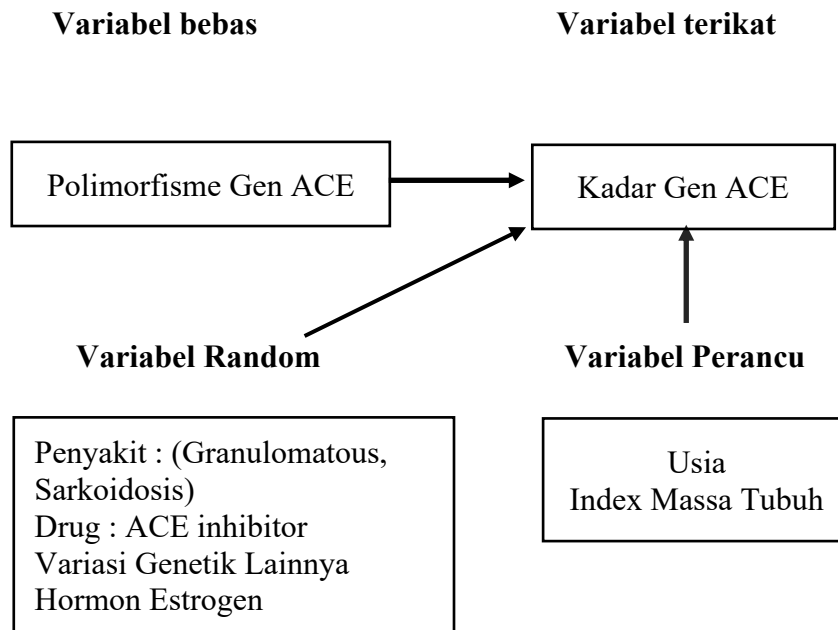 Variabel bebas
Variabel terikat
Polimorfisme Gen ACE
Kadar Gen ACE
Variabel Random
Variabel Perancu
Penyakit : (Granulomatous,
Sarkoidosis)
Drug : ACE inhibitor
Variasi Genetik Lainnya
Hormon Estrogen
Usia
Index Massa Tubuh